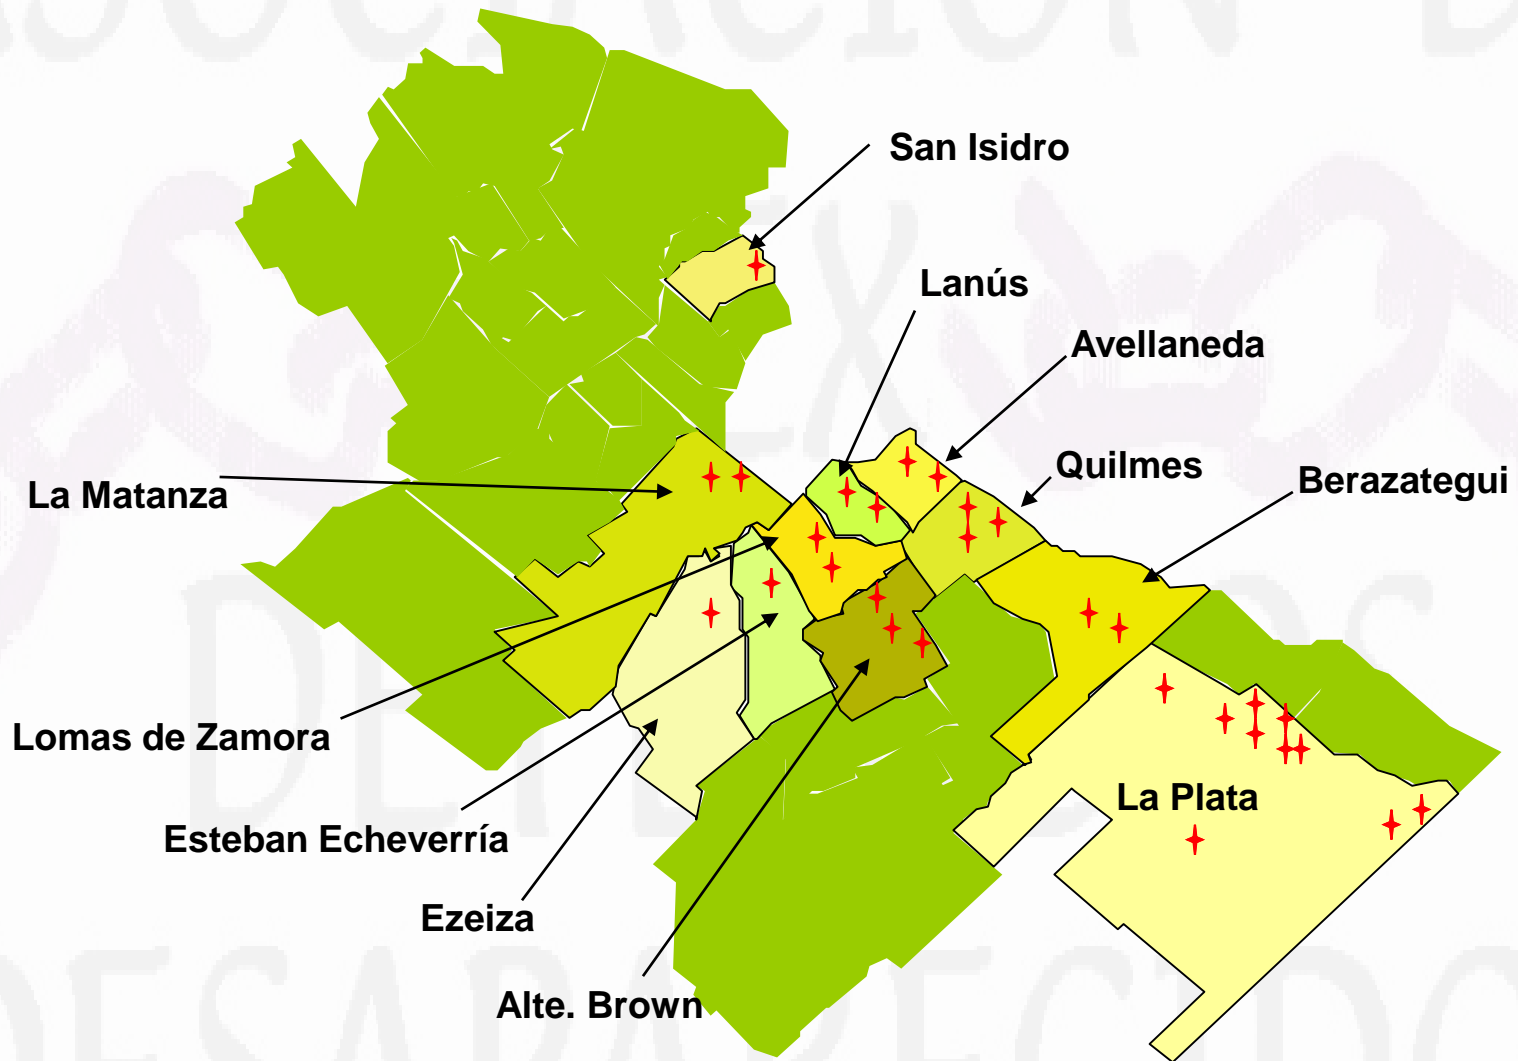 San Isidro
Lanús
Avellaneda
Quilmes
Berazategui
La Matanza
Lomas de Zamora
La Plata
Esteban Echeverría
Ezeiza
Alte. Brown